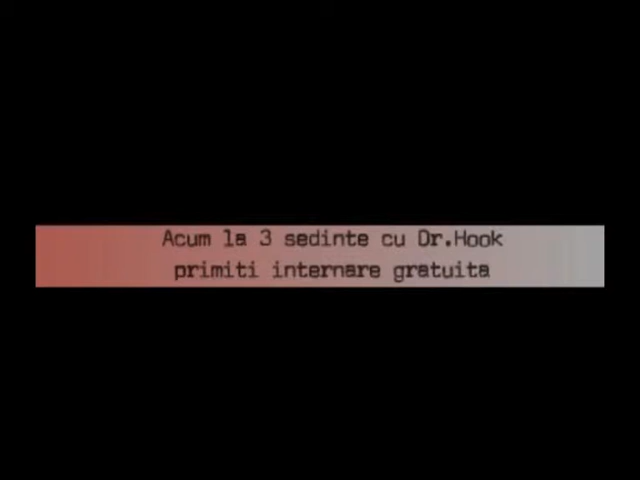 Acum la 3 sedinte cu Dr.Hook
primiti internare gratuita